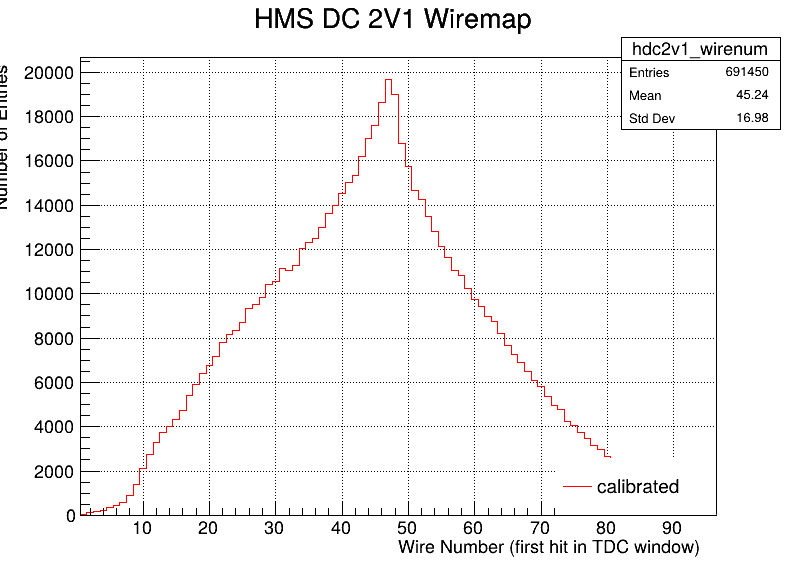 HMS DC 2V1 Wiremap
hdc2v1_wirenum
Entries 691450
Mean 45.24
Std Dev 16.98
Number of Entries
20000
18000
16000
14000
12000
10000
8000
6000
4000
2000
0
calibrated
10 20 30 40 50 60 70 80 90
Wire Number (first hit in TDC window)